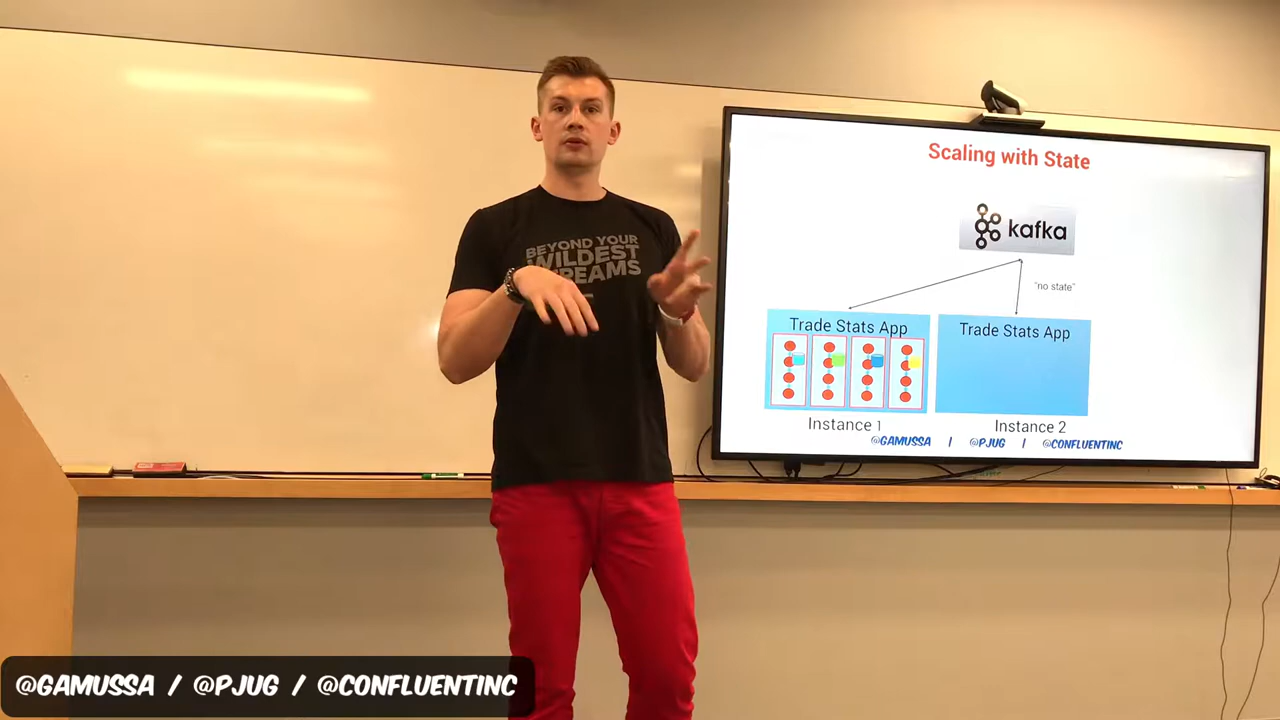 Scaling with State
kafka
"no state"
Trade Stats App
Trade Stats App
Instance 1
Instance 2
@GAMUSSA / @PJUG / @CONFLUENTINC
BEYOND YOUR
WILDEST
@GAMUSSA / @PJUG / @CONFLUENTINC